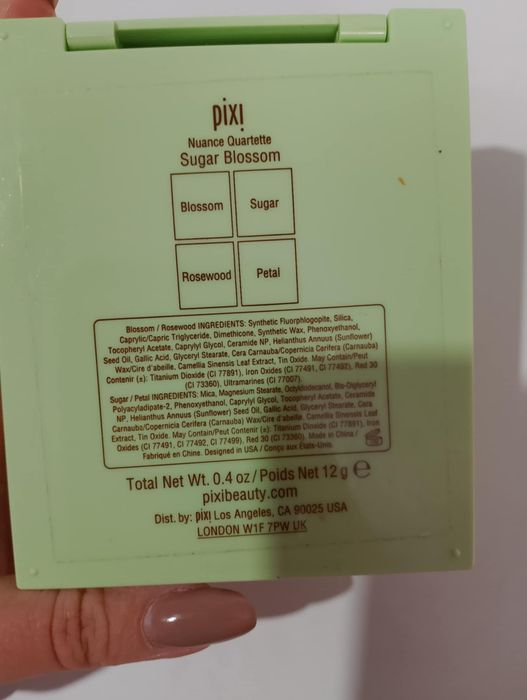 pixi
Nuance Quartette
Sugar Blossom
Blossom Sugar
Rosewood Petal
Blossom / Rosewood INGREDIENTS: Synthetic Fluorphlogopite, Silica,
Caprylic/Capric Triglyceride, Dimethicone, Synthetic Wax, Phenoxyethanol,
Tocopheryl Acetate, Caprylyl Glycol, Ceramide NP, Helianthus Annuus (Sunflower)
Seed Oil, Gallic Acid, Glyceryl Stearate, Cera Carnauba/Copernicia Cerifera (Carnauba)
Wax/Cire d'abeille, Camellia Sinensis Leaf Extract, Tin Oxide. May Contain/Peut
Contenir (±): Titanium Dioxide (CI 77891), Iron Oxides (CI 77491, CI 77492), Red 30
(CI 73360), Ultramarines (CI 77007).
Sugar / Petal INGREDIENTS: Mica, Magnesium Stearate, Octyldodecanol, Bis-Diglyceryl
Polyacyladipate-2, Phenoxyethanol, Caprylyl Glycol, Tocopheryl Acetate, Ceramide
NP, Helianthus Annuus (Sunflower) Seed Oil, Gallic Acid, Glyceryl Stearate, Cera
Carnauba/Copernicia Cerifera (Carnauba) Wax/Cire d'abeille, Camellia Sinensis Leaf
Extract, Tin Oxide. May Contain/Peut Contenir (±): Titanium Dioxide (CI 77891), Iron
Oxides (CI 77491, CI 77492, CI 77499), Red 30 (CI 73360). Made in China /
Fabriqué en Chine. Designed in USA / Conçu aux États-Unis.
Total Net Wt. 0.4 oz / Poids Net 12 g e
pixibeauty.com
Dist. by: pixi Los Angeles, CA 90025 USA
LONDON W1F 7PW UK